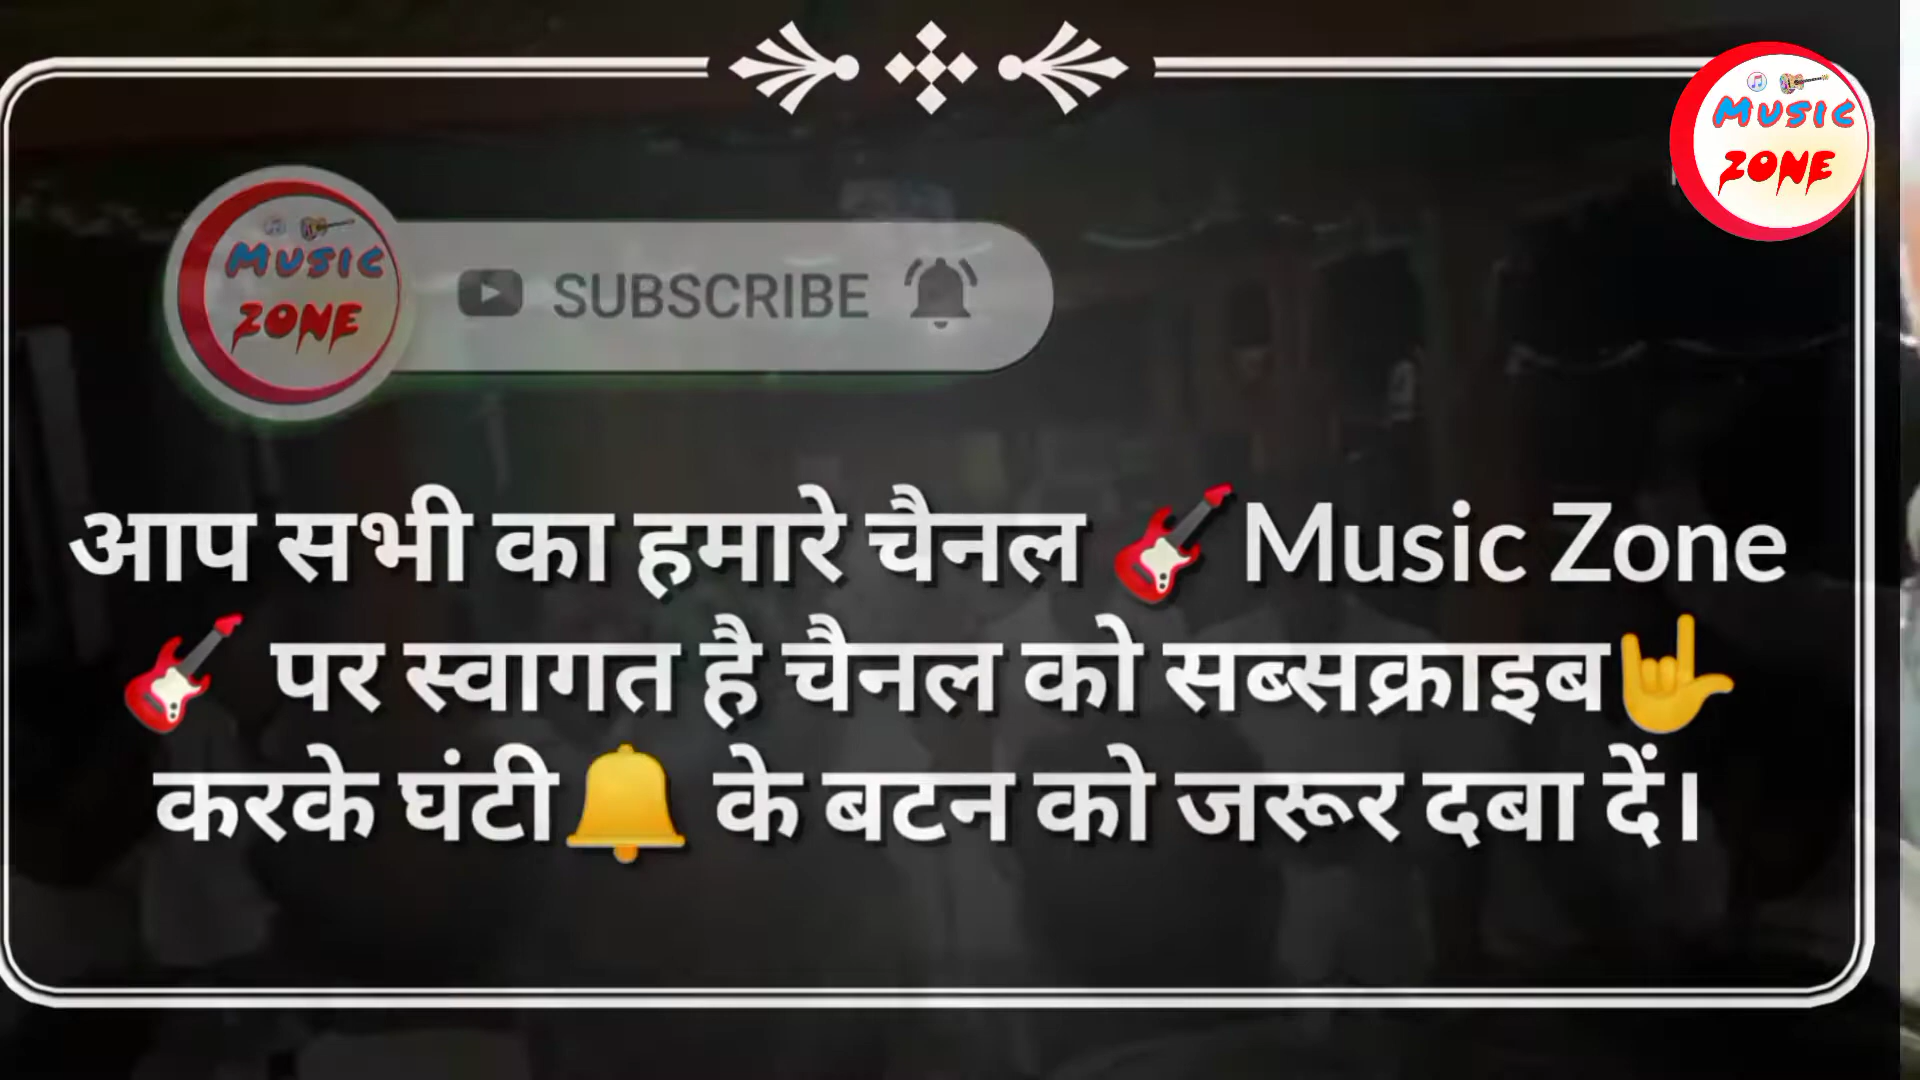 MUSIC
ZONE
MUSIC
ZONE
SUBSCRIBE
आप सभी का हमारे चैनल 🎸Music Zone
🎸 पर स्वागत है चैनल को सब्सक्राइब🤟
करके घंटी🔔 के बटन को जरूर दबा दें।